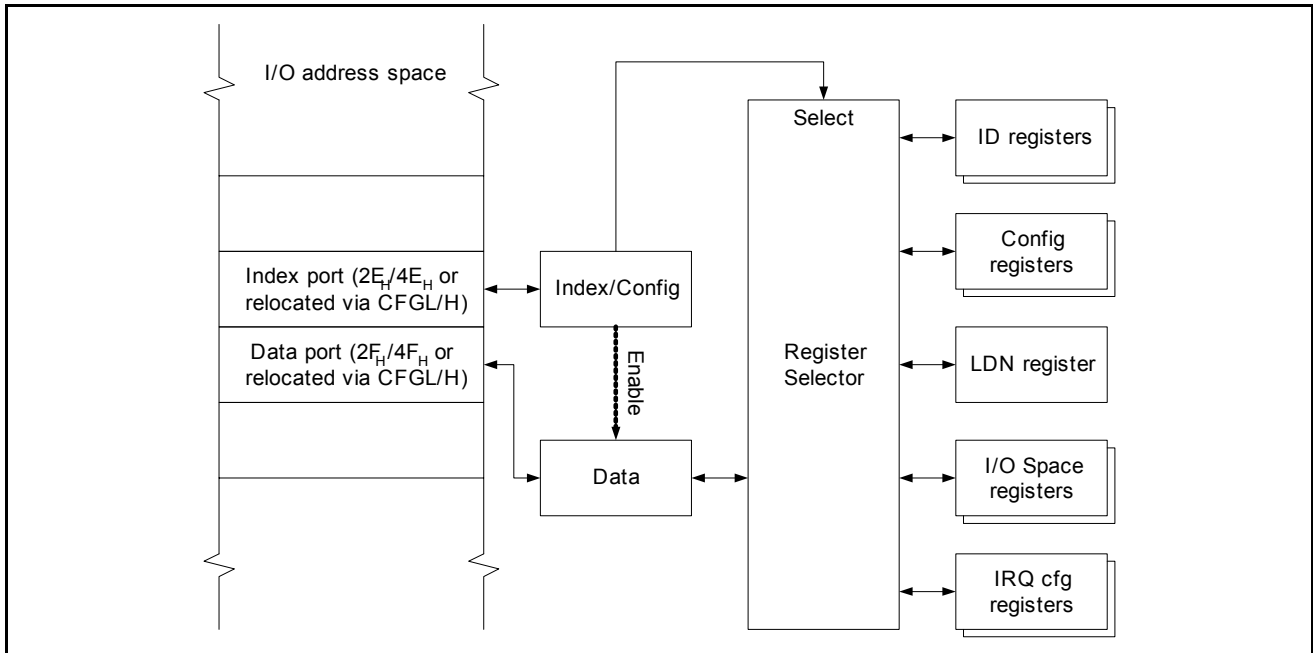 I/O address space
Index port (2EH/4EH or
relocated via CFGL/H)
Data port (2FH/4FH or
relocated via CFGL/H)
Index/Config
Enable
Data
Select
Register
Selector
ID registers
Config
registers
LDN register
I/O Space
registers
IRQ cfg
registers